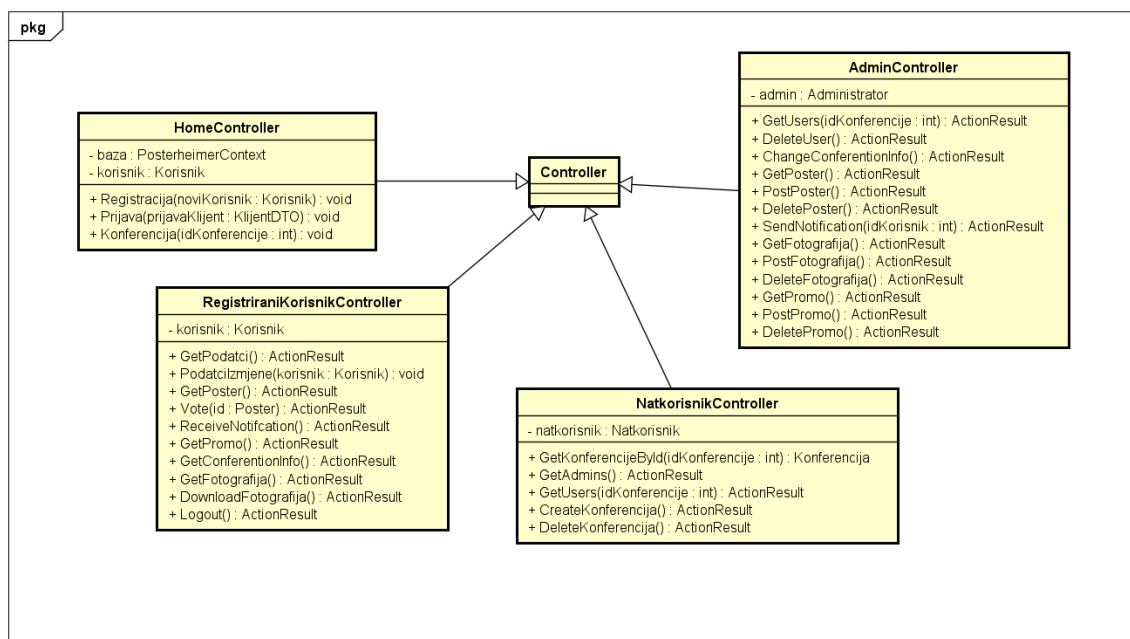 pkg
HomeController
- baza : PosterheimerContext
- korisnik : Korisnik
+ Registracija(noviKorisnik : Korisnik) : void
+ Prijava(prijavaKlijent : KlijentDTO) : void
+ Konferencija(idKonferencije : int) : void
Controller
AdminController
- admin : Administrator
+ GetUsers(idKonferencije : int) : ActionResult
+ DeleteUser() : ActionResult
+ ChangeConferentionInfo() : ActionResult
+ GetPoster() : ActionResult
+ PostPoster() : ActionResult
+ DeletePoster() : ActionResult
+ SendNotification(idKorisnik : int) : ActionResult
+ GetFotografija() : ActionResult
+ PostFotografija() : ActionResult
+ DeleteFotografija() : ActionResult
+ GetPromo() : ActionResult
+ PostPromo() : ActionResult
+ DeletePromo() : ActionResult
RegistriraniKorisnikController
- korisnik : Korisnik
+ GetPodatci() : ActionResult
+ PodatciIzmjene(korisnik : Korisnik) : void
+ GetPoster() : ActionResult
+ Vote(id : Poster) : ActionResult
+ ReceiveNotifcation() : ActionResult
+ GetPromo() : ActionResult
+ GetConferentionInfo() : ActionResult
+ GetFotografija() : ActionResult
+ DownloadFotografija() : ActionResult
+ Logout() : ActionResult
NatkorisnikController
- natkorisnik : Natkorisnik
+ GetKonferencijeById(idKonferencije : int) : Konferencija
+ GetAdmins() : ActionResult
+ GetUsers(idKonferencije : int) : ActionResult
+ CreateKonferencija() : ActionResult
+ DeleteKonferencija() : ActionResult